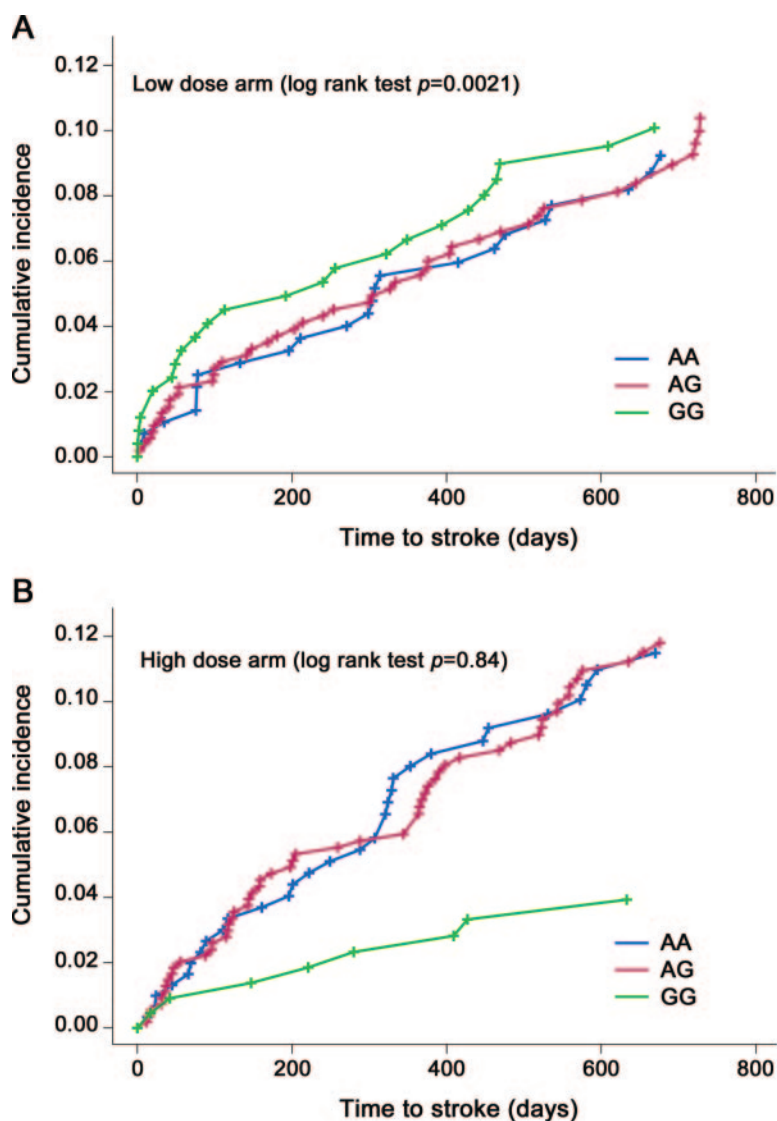 A
Low dose arm (log rank test p=0.0021)
Cumulative incidence
0.12
0.10
0.08
0.06
0.04
0.02
0.00
AA
AG
GG
0 200 400 600 800
Time to stroke (days)
B
High dose arm (log rank test p=0.84)
Cumulative incidence
0.12
0.10
0.08
0.06
0.04
0.02
0.00
AA
AG
GG
0 200 400 600 800
Time to stroke (days)